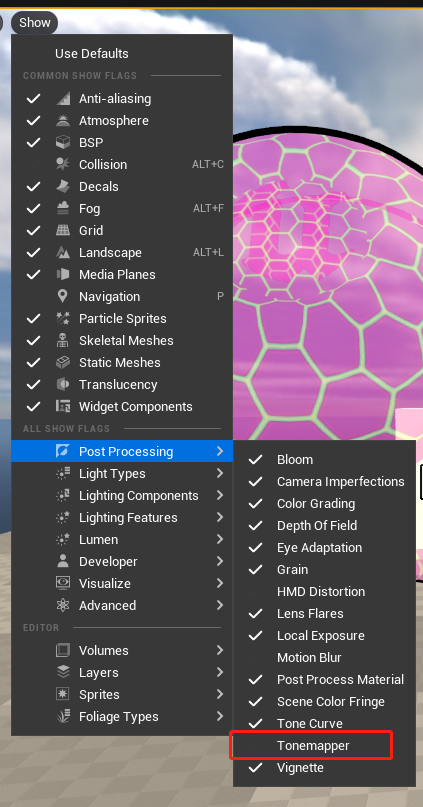 Show
Use Defaults
COMMON SHOW FLAGS
Anti-aliasing
Atmosphere
BSP
Collision ALT+C
Decals
Fog ALT+F
Grid
Landscape ALT+L
Media Planes
Navigation P
Particle Sprites
Skeletal Meshes
Static Meshes
Translucency
Widget Components
ALL SHOW FLAGS
Post Processing
Light Types
Lighting Components
Lighting Features
Lumen
Developer
Visualize
Advanced
EDITOR
Volumes
Layers
Sprites
Foliage Types
Bloom
Camera Imperfections
Color Grading
Depth Of Field
Eye Adaptation
Grain
HMD Distortion
Lens Flares
Local Exposure
Motion Blur
Post Process Material
Scene Color Fringe
Tone Curve
Tonemapper
Vignette